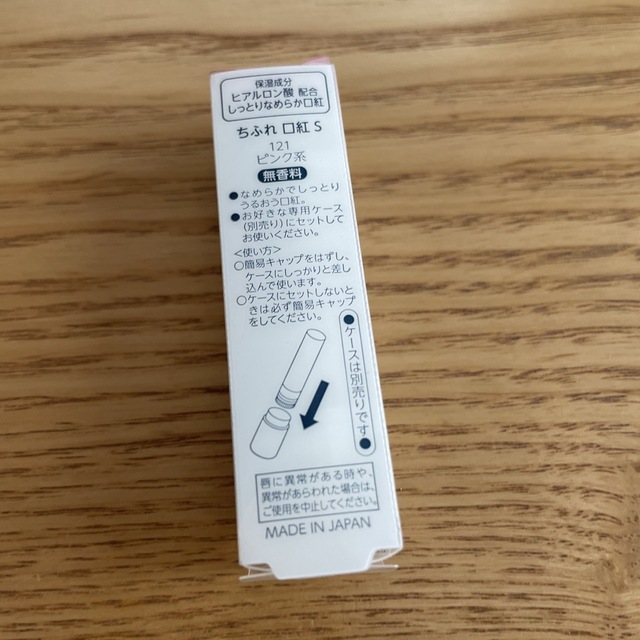 保湿成分
ヒアルロン酸 配合
しっとりなめらか口紅
ちふれ 口紅 S
121
ピンク系
無香料
●なめらかでしっとり
うるおう口紅。
●お好きな専用ケース
(別売り)にセットして
お使いください。
<使い方>
○簡易キャップをはずし、
ケースにしっかりと差し
込んで使います。
○ケースにセットしないと
きは必ず簡易キャップ
をしてください。
●ケースは別売りです●
唇に異常がある時や、
異常があらわれた場合は、
ご使用を中止してください。
MADE IN JAPAN